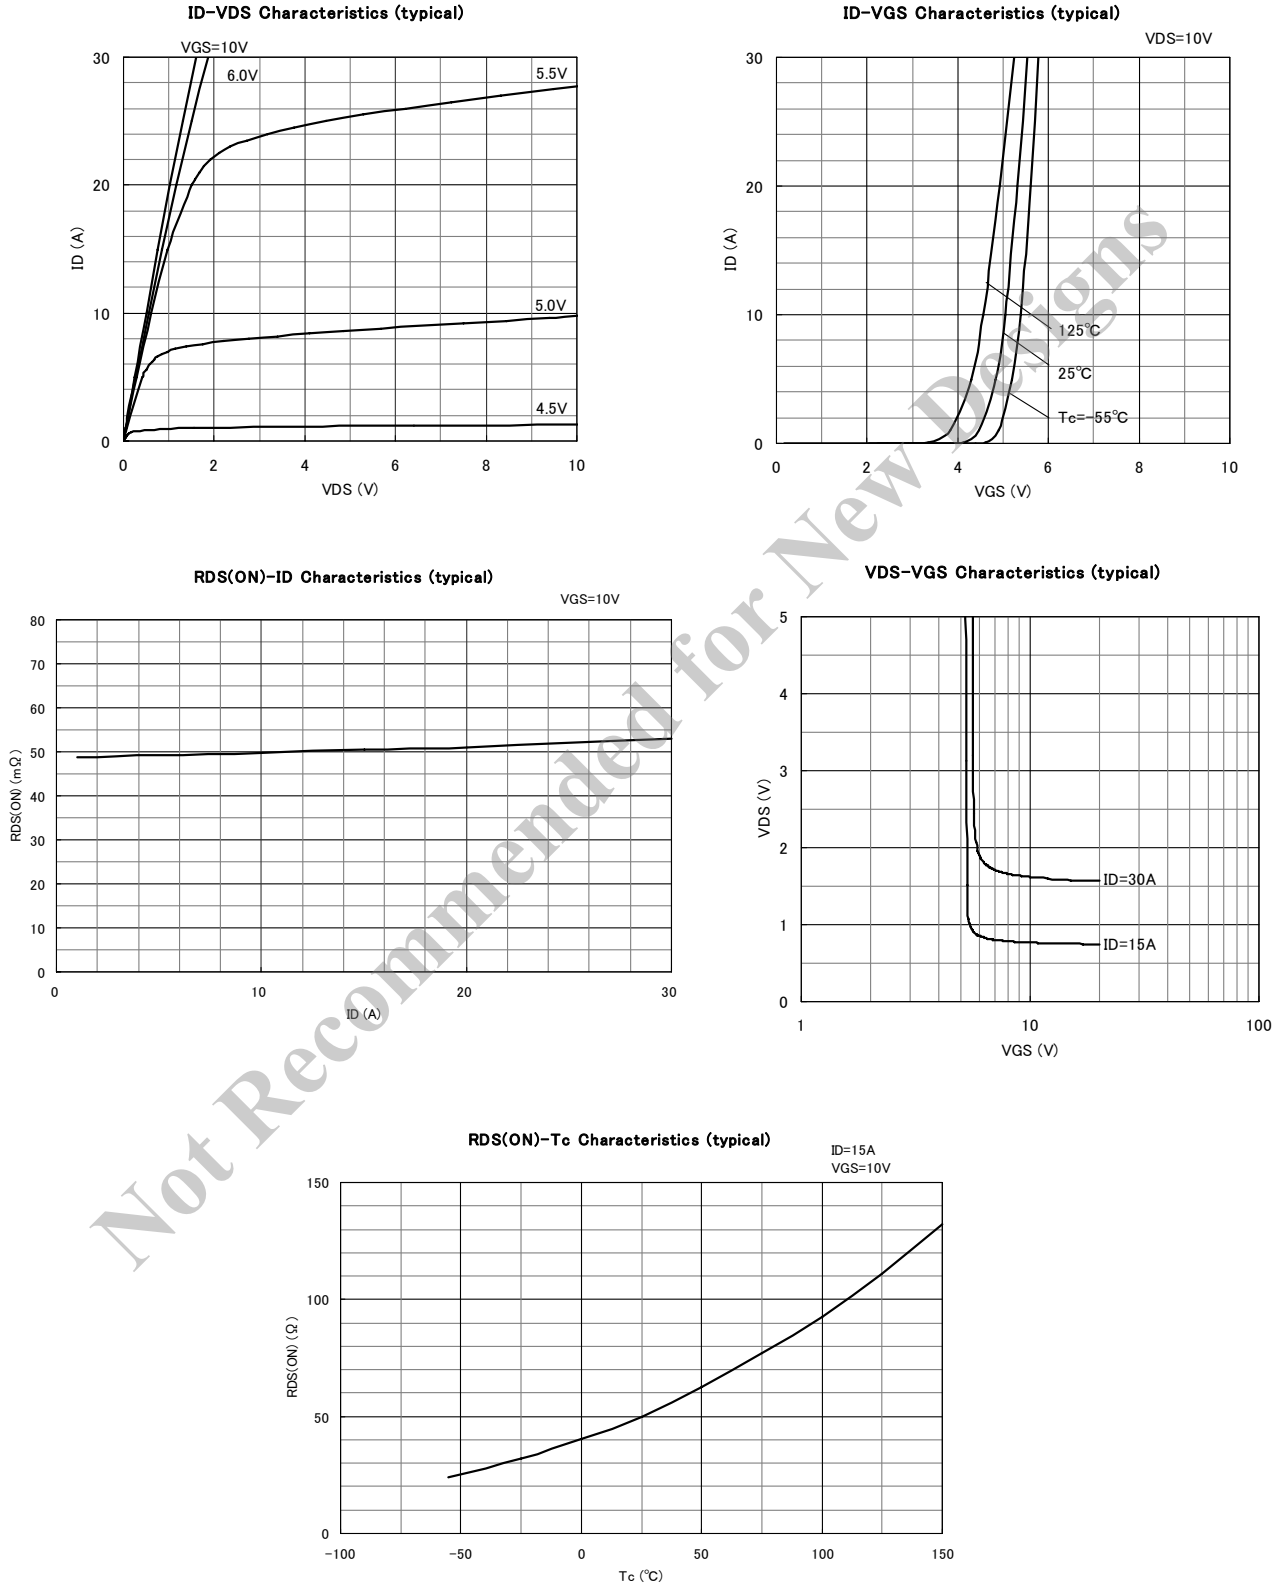 ID-VDS Characteristics (typical)
VGS=10V
6.0V
5.5V
5.0V
4.5V
30
20
10
0
ID (A)
0 2 4 6 8 10
VDS (V)
ID-VGS Characteristics (typical)
VDS=10V
30
20
10
0
ID (A)
125℃
25℃
Tc=-55℃
0 2 4 6 8 10
VGS (V)
RDS(ON)-ID Characteristics (typical)
VGS=10V
80
70
60
50
40
30
20
10
0
RDS(ON) (mΩ)
0 10 20 30
ID (A)
VDS-VGS Characteristics (typical)
5
4
3
2
1
0
VDS (V)
ID=30A
ID=15A
1 10 100
VGS (V)
RDS(ON)-Tc Characteristics (typical)
ID=15A
VGS=10V
150
100
50
0
RDS(ON) (Ω)
-100 -50 0 50 100 150
Tc (℃)
Not Recommended for New Designs